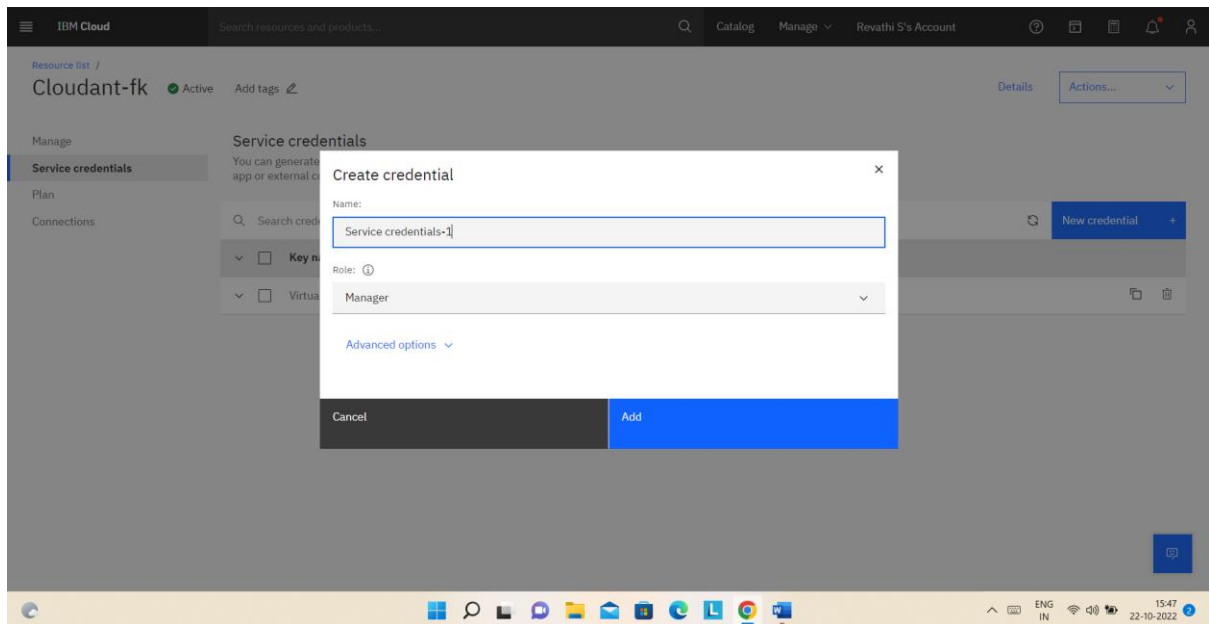 IBM Cloud
Search resources and products...
Catalog
Manage
Revathi S's Account
Resource list /
Cloudant-fk
Active
Add tags
Details
Actions...
Manage
Service credentials
Plan
Connections
Service credentials
You can generate
app or external
Search
New credential +
Key
Create credential
Name:
Service credentials-1
Role:
Manager
Advanced options
Cancel
Add
ENG
IN
15:47
22-10-2022
2